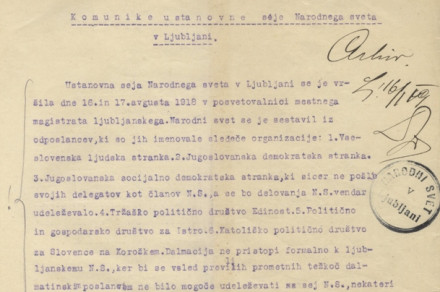 Komunike ustanovne seje Narodnega sveta
v Ljubljani.
Arhiv.
Ustanovna seja Narodnega sveta v Ljubljani se je vr-
šila dne 16.in 17.avgusta 1918 v posvetovalnici mestnega
magistrata ljubljanskega.Narodni svet se je sestavil iz
odposlancev,ki so jih imenovale sledeče organizacije: 1.Vse-
slovenska ljudska stranka.2.Jugoslovanska demokratska stranka.
3.Jugoslovanska socijalno demokratska stranka,ki sicer ne pošlje
svojih delegatov kot članov N.S.,a se bo delovanja N.S.vendar
udeleževalo.4.Tržaško politično društvo Edinost.5.Politično
in gospodarsko društvo za Istro.6.Katoliško politično društvo
za Slovence na Koroškem.Dalmacija ne pristopi formalno k ljub-
ljanskemu N.S.,ker bi se vsled prevelikih prometnih težkoč dal-
matinskim poslancem ne bilo mogoče udeleževati se sej N.S.,nekateri
NARODNI SVET
v
Ljubljani